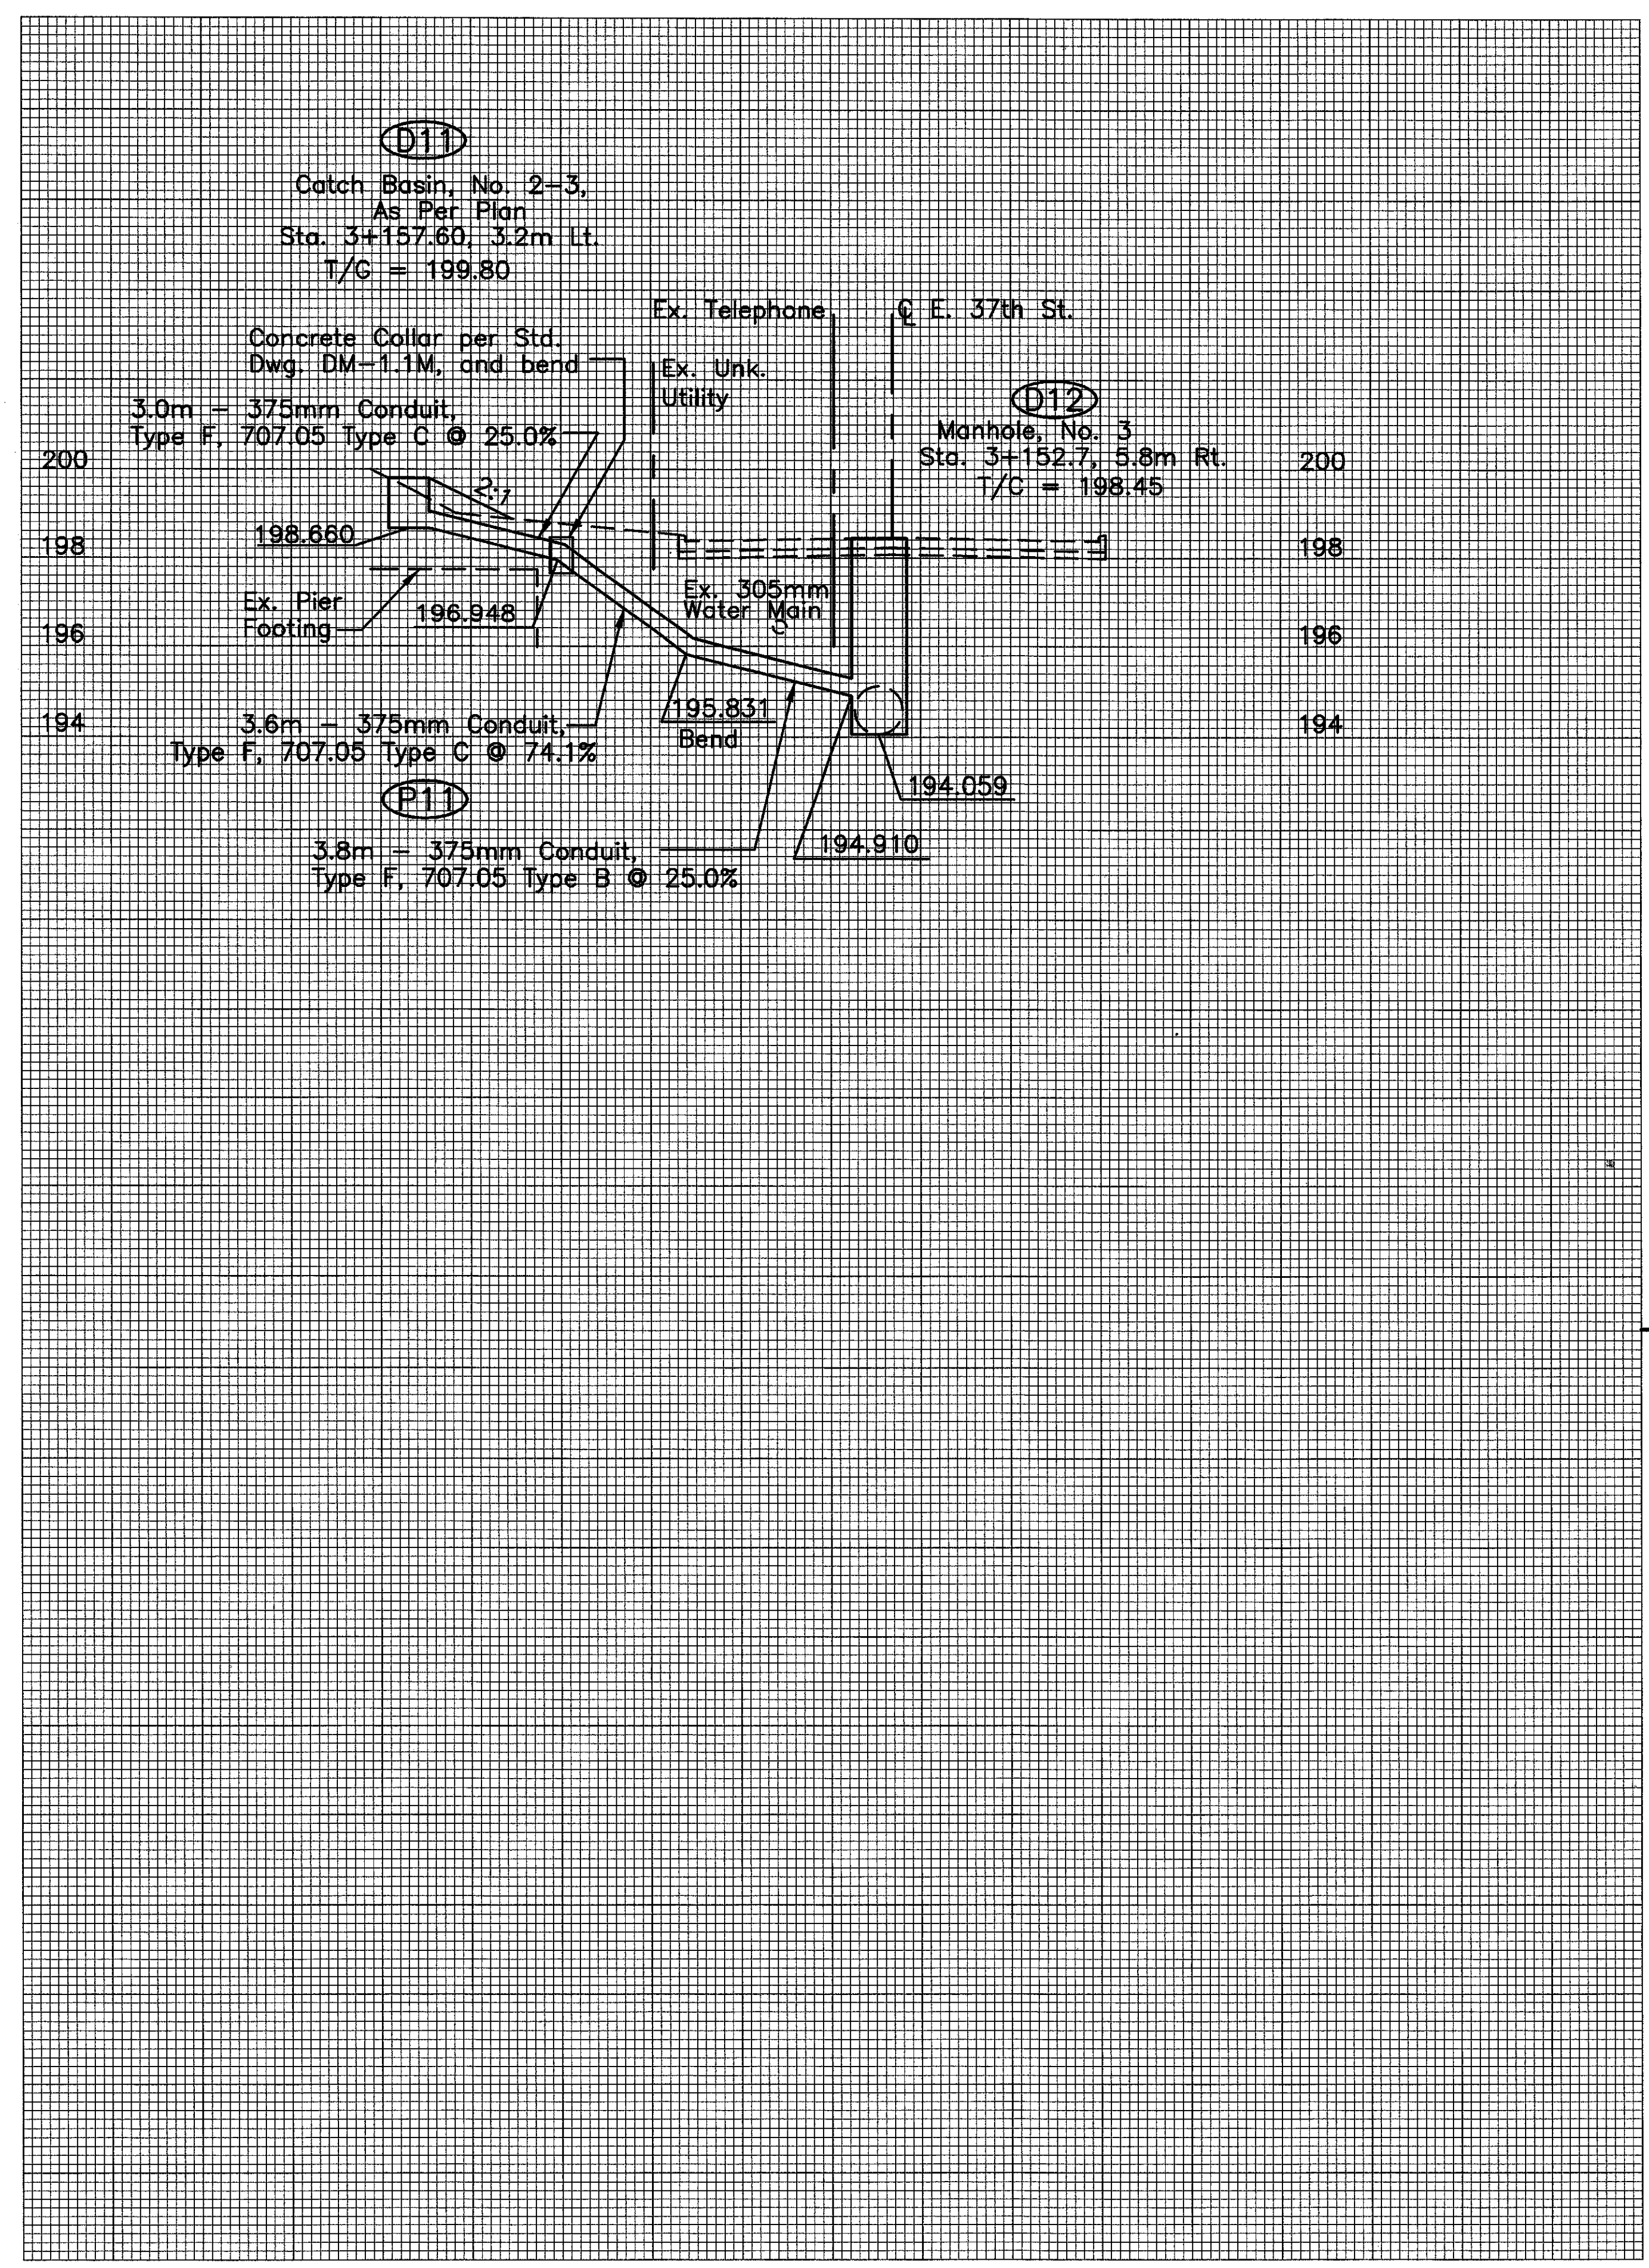 D11
Catch Basin, No. 2-3,
As Per Plan
Sta. 3+157.60, 3.2m Lt.
T/G = 199.80
Ex. Telephone
℄ E. 37th St.
Concrete Collar per Std.
Dwg. DM-1.1M, and bend
Ex. Unk.
Utility
D12
Manhole, No. 3
Sta. 3+152.7, 5.8m Rt.
T/C = 198.45
3.0m - 375mm Conduit,
Type F, 707.05 Type C @ 25.0%
200
200
2:1
198.660
198
198
Ex. Pier
Footing
196.948
Ex. 305mm
Water Main
196
196
195.831
Bend
194
194
3.6m - 375mm Conduit,
Type F, 707.05 Type C @ 74.1%
P11
194.059
194.910
3.8m - 375mm Conduit,
Type F, 707.05 Type B @ 25.0%